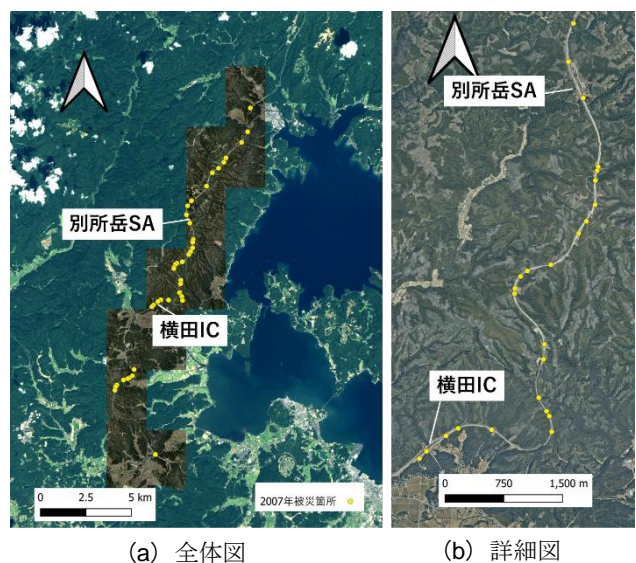 別所岳SA
横田IC
0 2.5 5 km
2007年被災箇所
(a) 全体図
別所岳SA
横田IC
0 750 1,500 m
(b) 詳細図